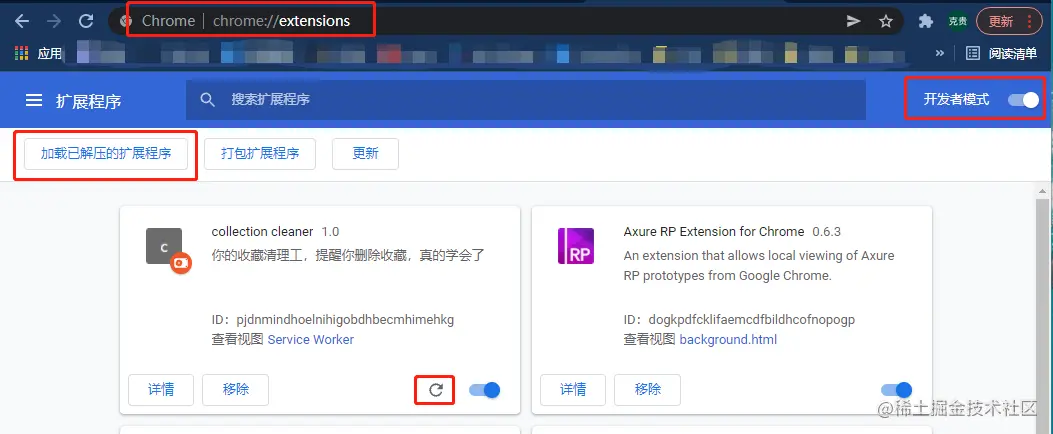 Chrome | chrome://extensions
克贵
更新
应用
»
阅读清单
扩展程序
搜索扩展程序
开发者模式
加载已解压的扩展程序
打包扩展程序
更新
C
collection cleaner 1.0
你的收藏清理工，提醒你删除收藏，真的学会了
ID：pjdnmindhoelnihigobdhbecmhimehkg
查看视图 Service Worker
详情
移除
RP
Axure RP Extension for Chrome 0.6.3
An extension that allows local viewing of Axure
RP prototypes from Google Chrome.
ID：dogkpdfcklifaemcdfbildhcofnopogp
查看视图 background.html
详情
移除
@稀土掘金技术社区